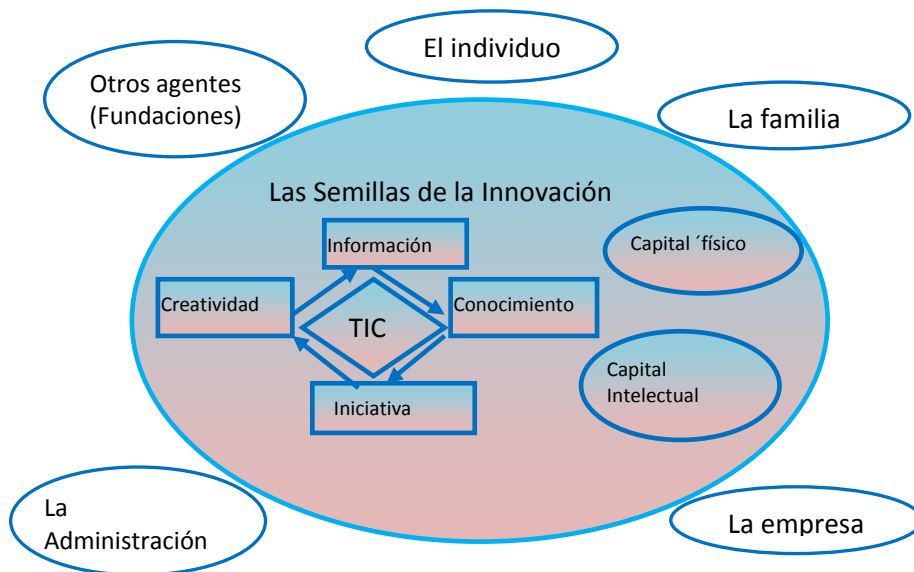 El individuo
Otros agentes
(Fundaciones)
La familia
Las Semillas de la Innovación
Información
Capital ´físico
Creatividad
Conocimiento
TIC
Capital
Intelectual
Iniciativa
La
Administración
La empresa